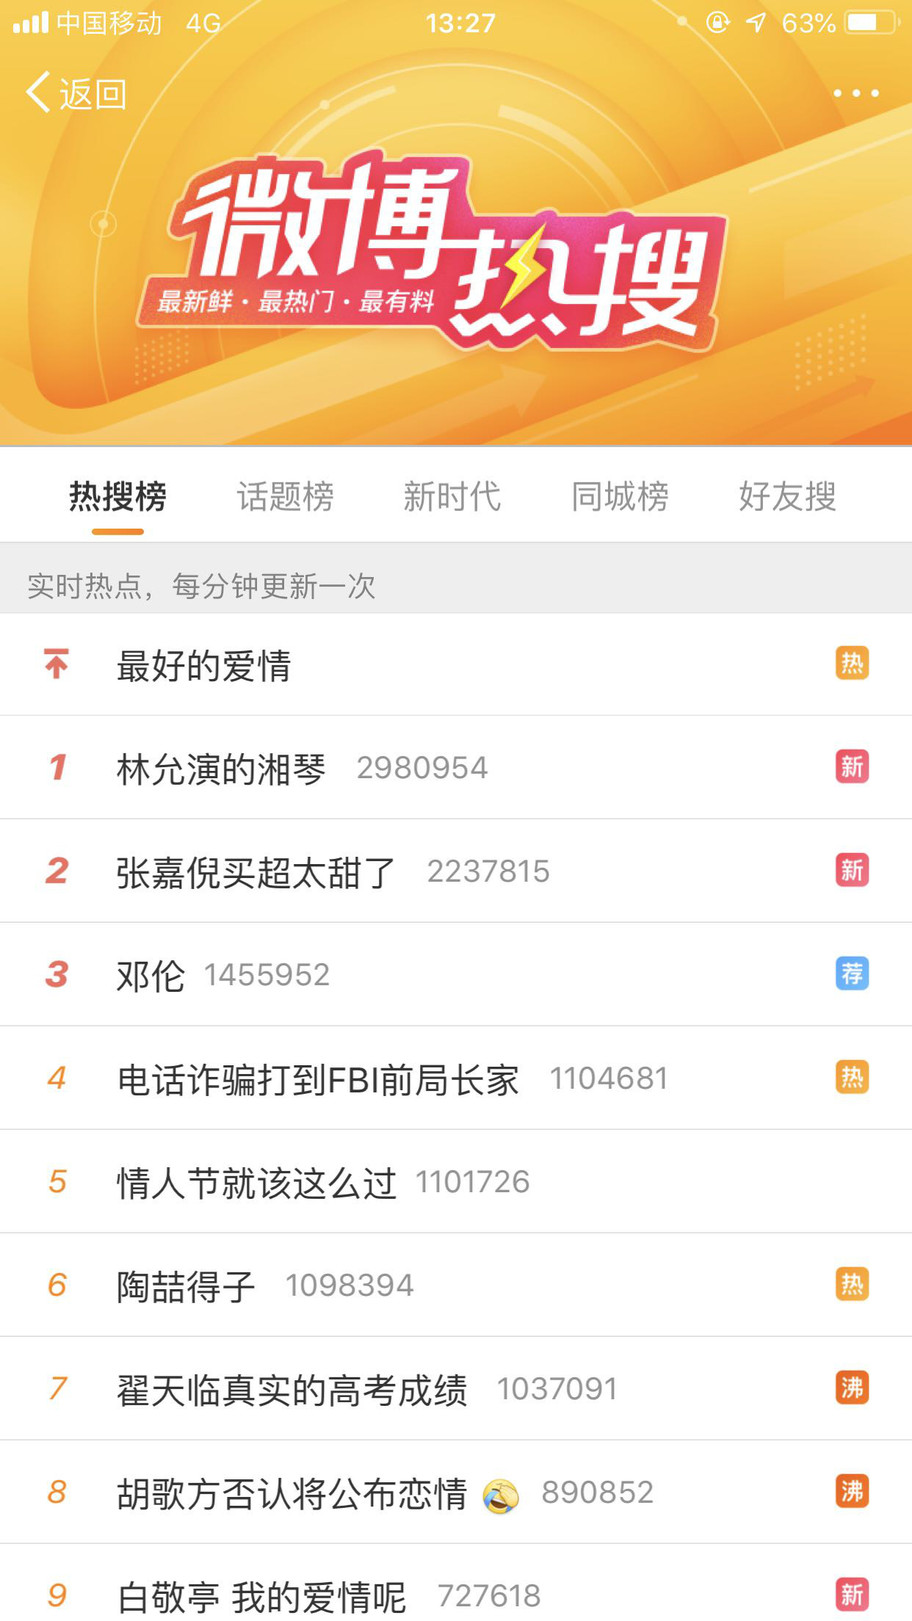 中国移动 4G 13:27 63%
返回
微博热搜
最新鲜·最热门·最有料
热搜榜 话题榜 新时代 同城榜 好友搜
实时热点，每分钟更新一次
最好的爱情 热
1 林允演的湘琴 2980954 新
2 张嘉倪买超太甜了 2237815 新
3 邓伦 1455952 荐
4 电话诈骗打到FBI前局长家 1104681 热
5 情人节就该这么过 1101726
6 陶喆得子 1098394 热
7 翟天临真实的高考成绩 1037091 沸
8 胡歌方否认将公布恋情 🤣 890852 沸
9 白敬亭 我的爱情呢 727618 新